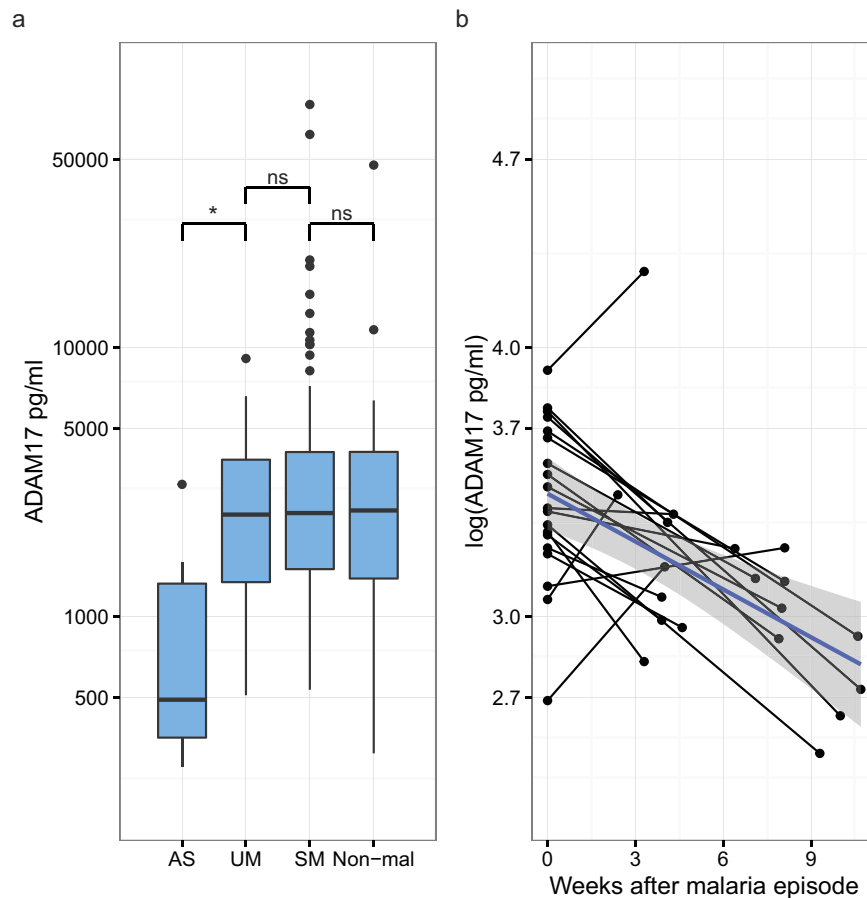 a
ADAM17 pg/ml
50000
10000
5000
1000
500
*
ns
ns
AS UM SM Non-mal
b
log(ADAM17 pg/ml)
4.7
4.0
3.7
3.0
2.7
0 3 6 9
Weeks after malaria episode